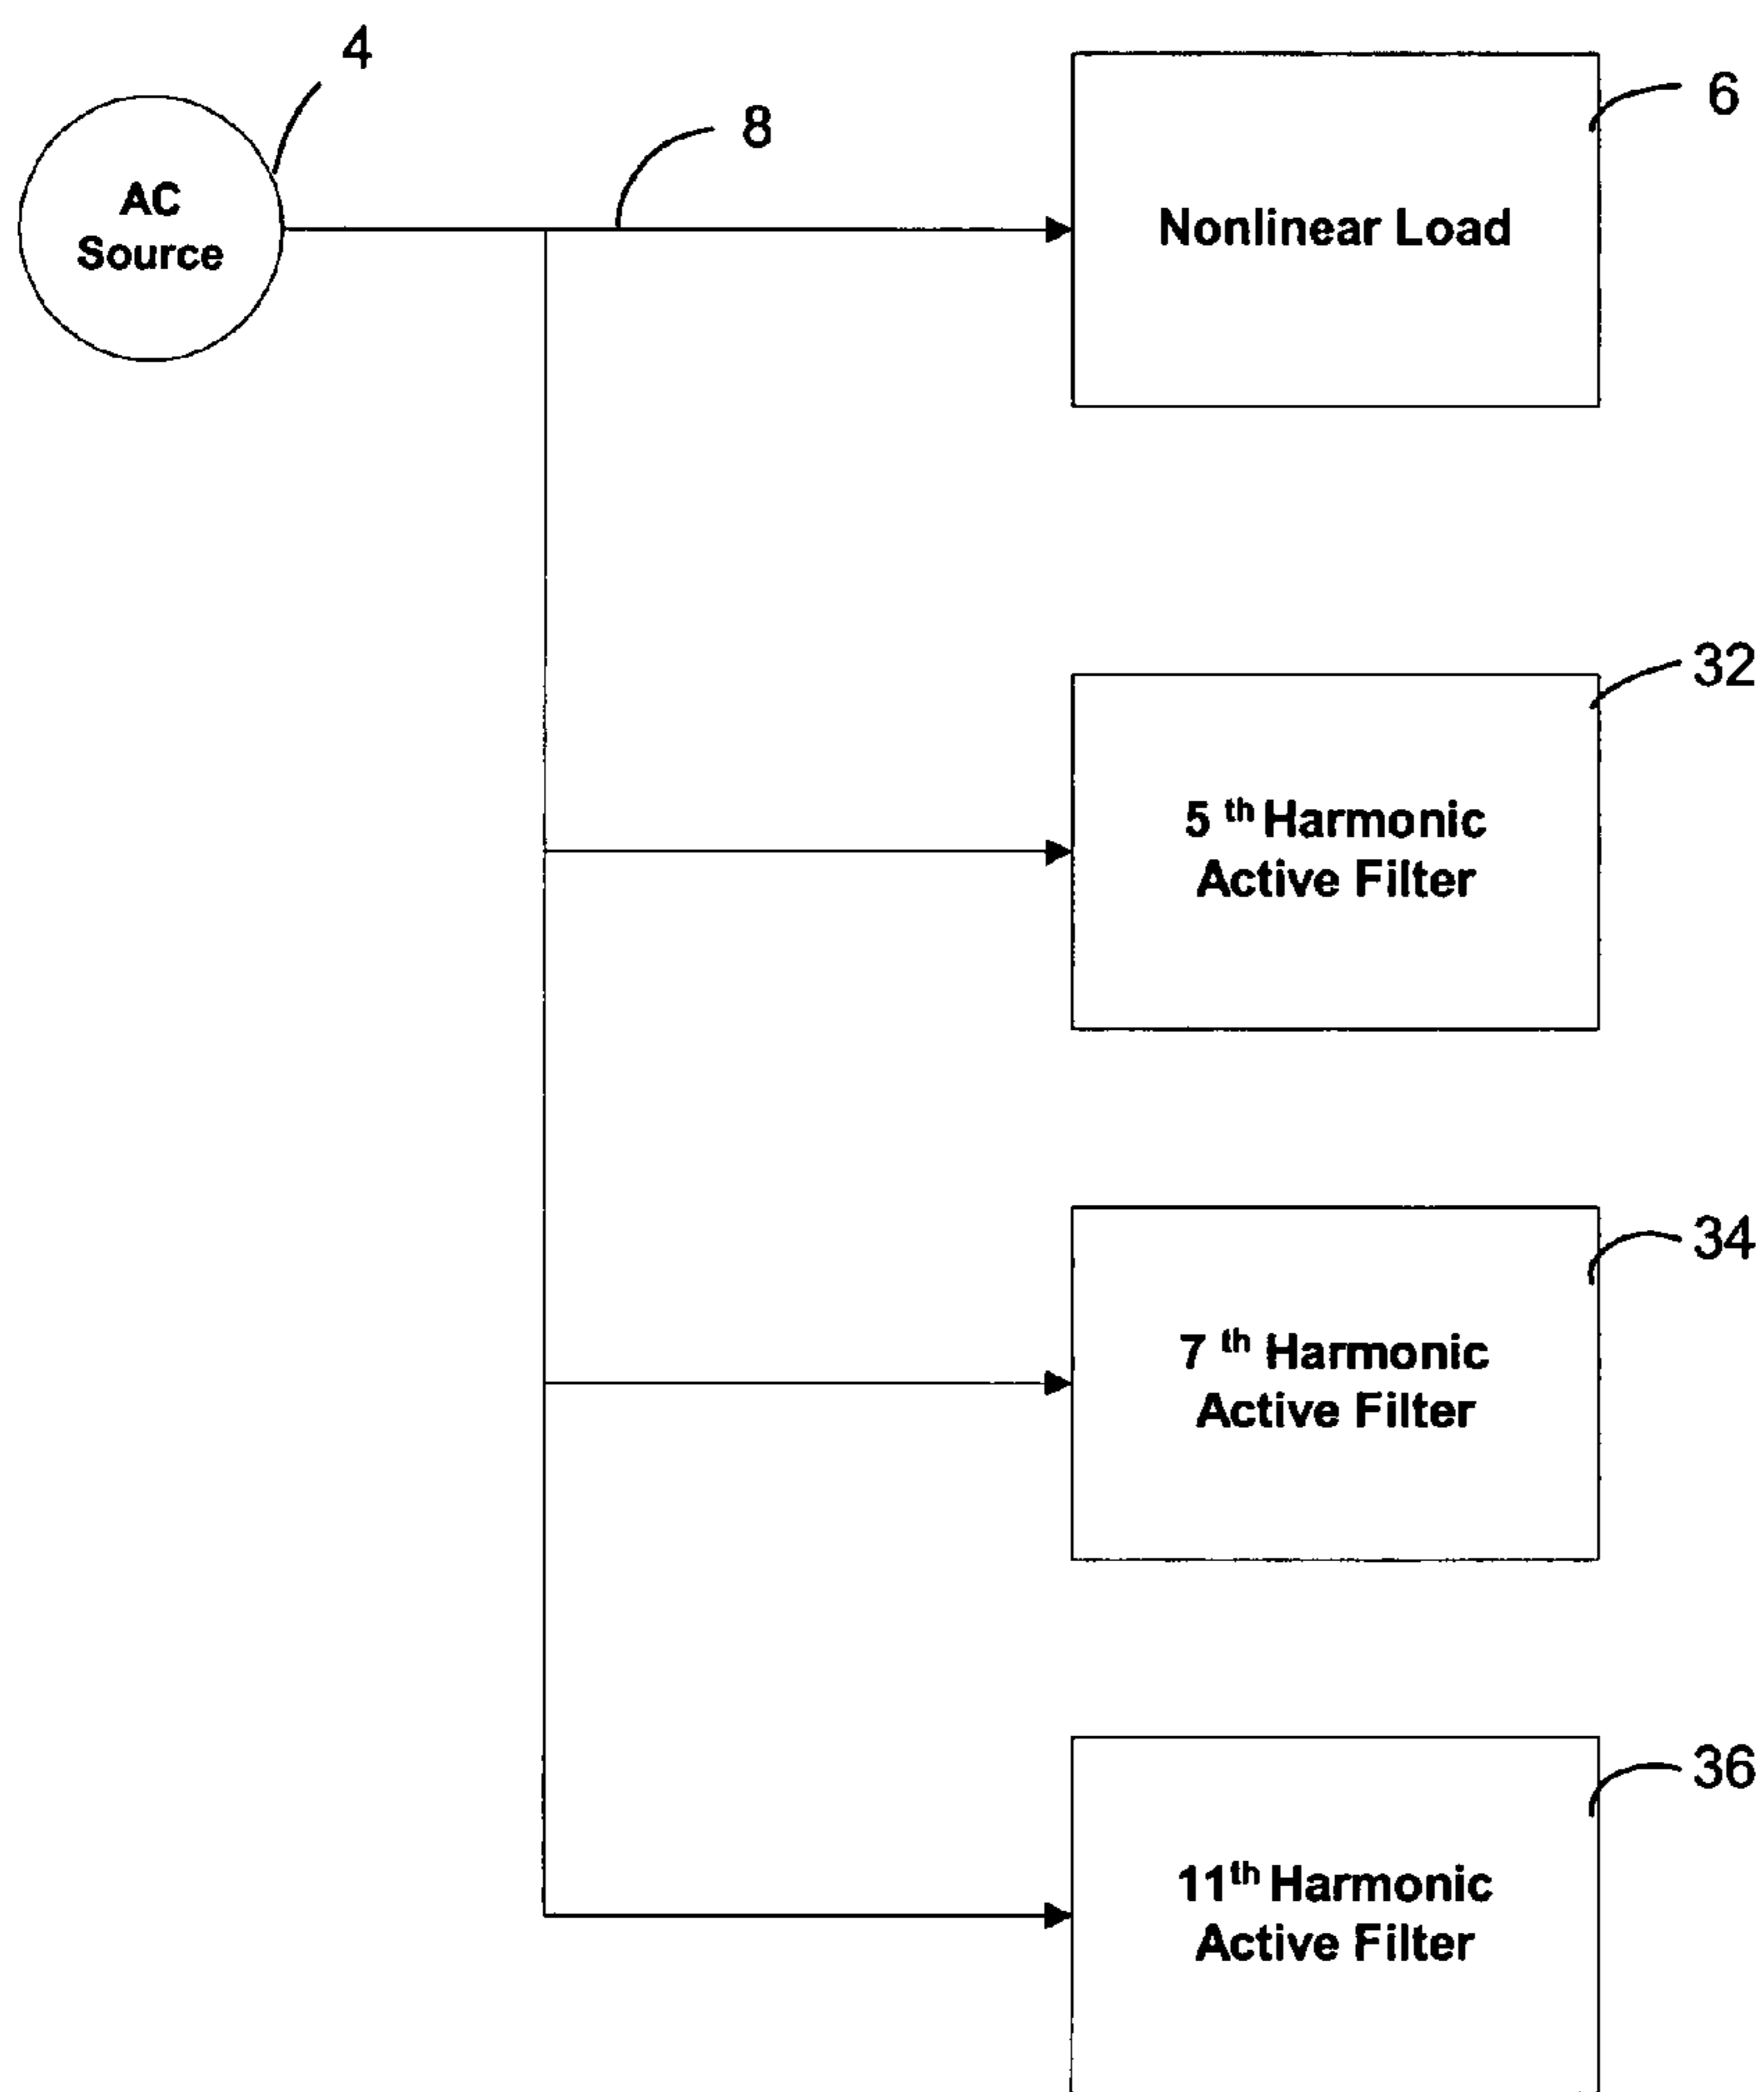 4
8
6
AC
Source
Nonlinear Load
32
5 th Harmonic
Active Filter
34
7 th Harmonic
Active Filter
36
11th Harmonic
Active Filter